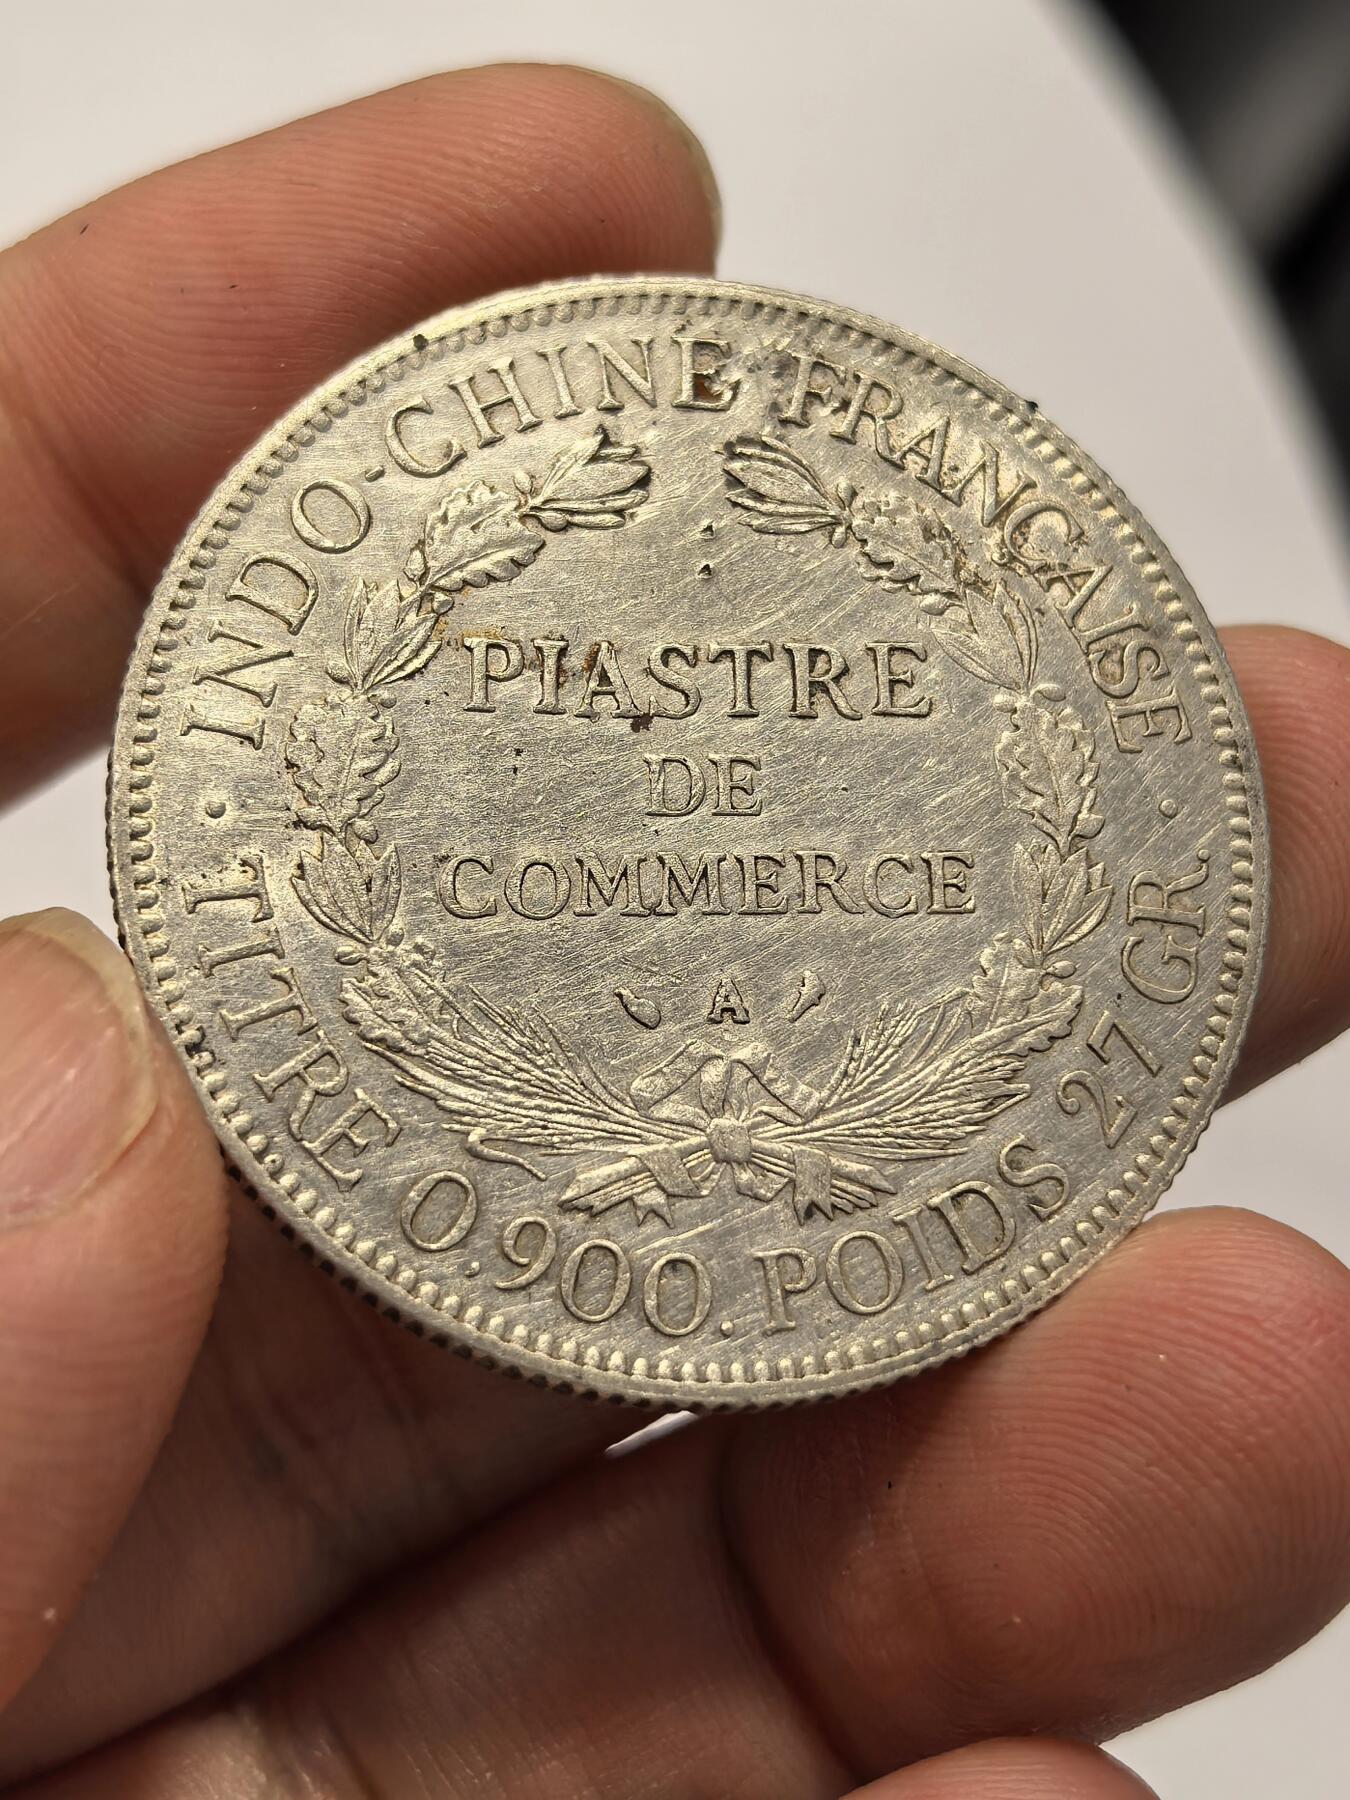 INDO-CHINE FRANÇAISE
PIASTRE
DE
COMMERCE
A
· TITRE 0,900. POIDS 27 GR. ·